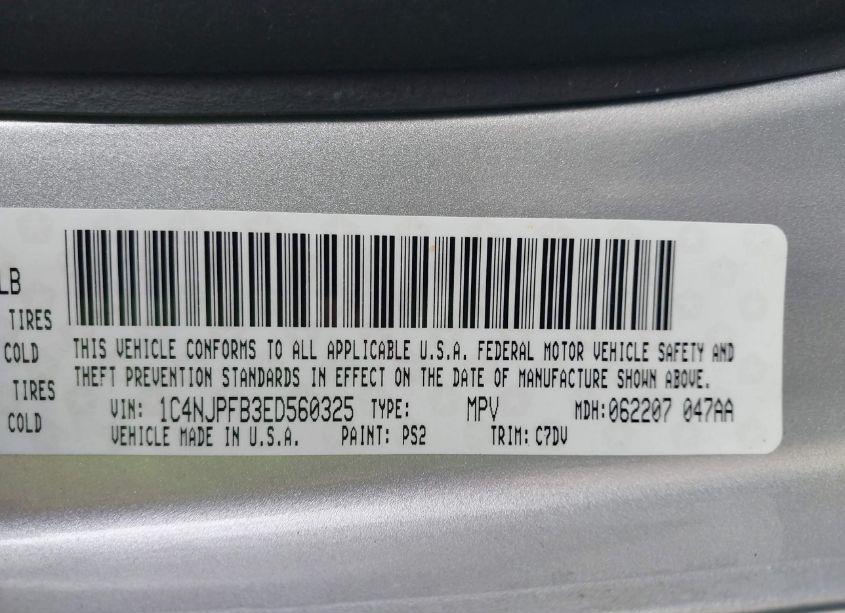 LB
TIRES
COLD
TIRES
COLD
THIS VEHICLE CONFORMS TO ALL APPLICABLE U.S.A. FEDERAL MOTOR VEHICLE SAFETY AND
THEFT PREVENTION STANDARDS IN EFFECT ON THE DATE OF MANUFACTURE SHOWN ABOVE.
VIN: 1C4NJPFB3ED560325 TYPE: MPV MDH:062207 047AA
VEHICLE MADE IN U.S.A. PAINT: PS2 TRIM: C7DV